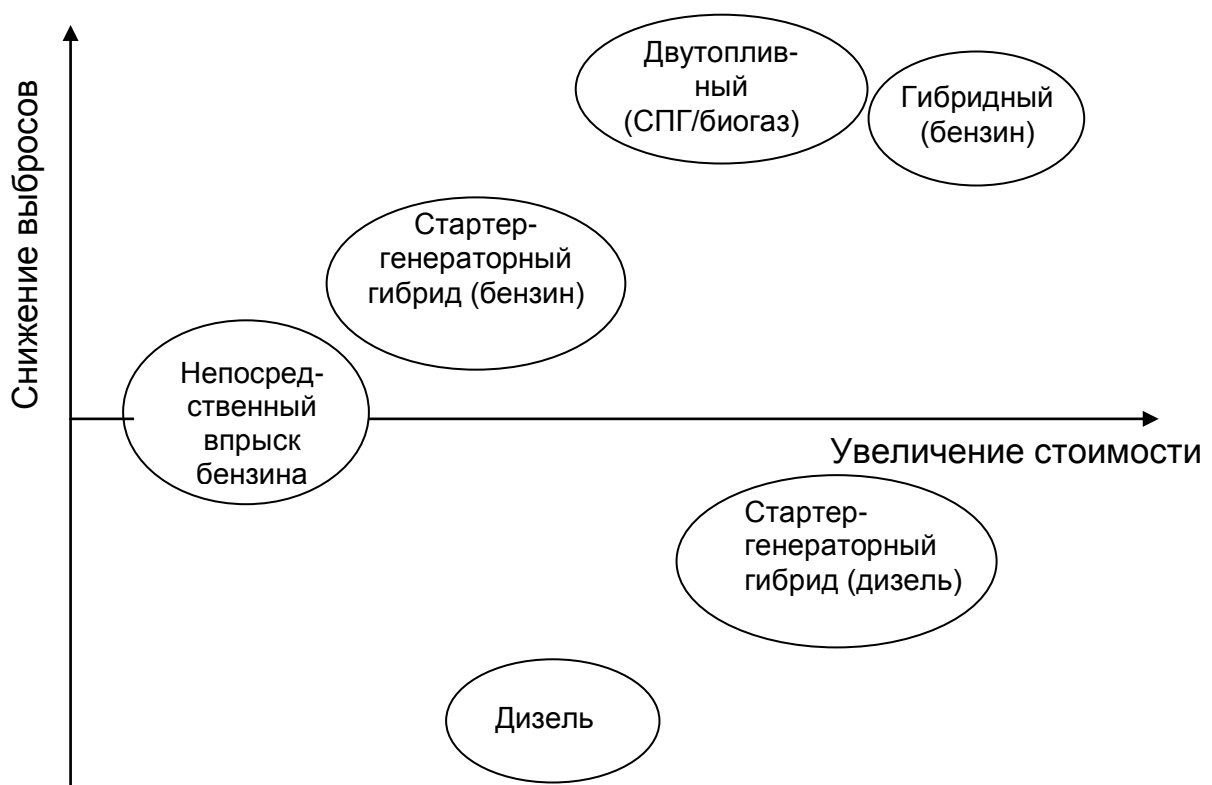 Снижение выбросов
Двутоплив-
ный
(СПГ/биогаз)
Гибридный
(бензин)
Стартер-
генераторный
гибрид (бензин)
Непосред-
ственный
впрыск
бензина
Увеличение стоимости
Стартер-
генераторный
гибрид (дизель)
Дизель